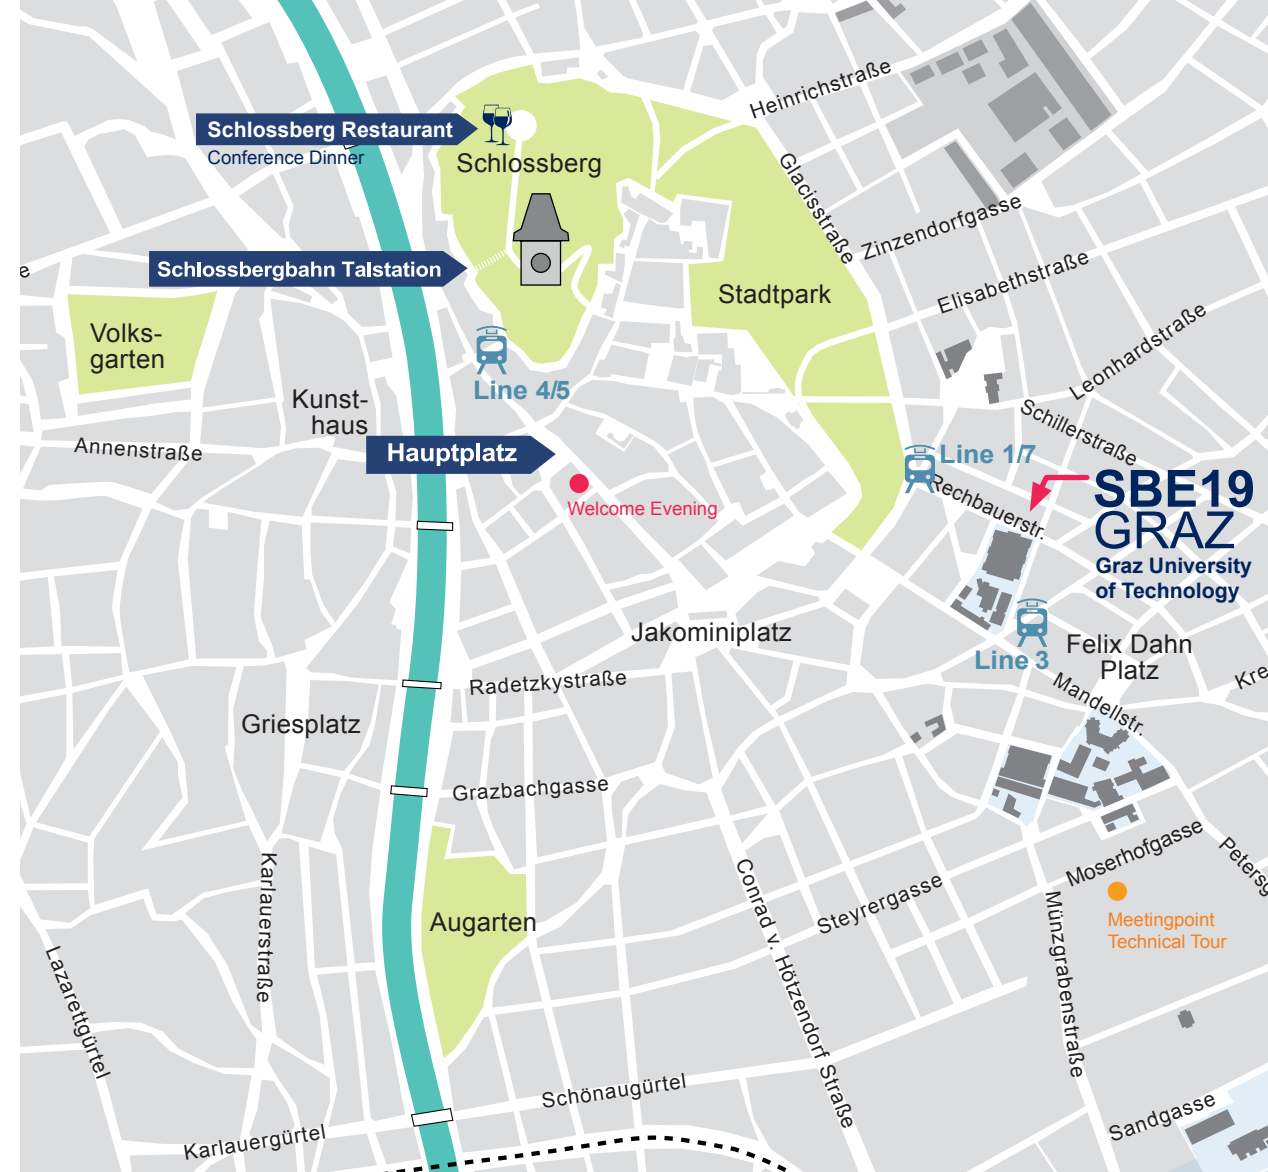 Heinrichstraße
Schlossberg Restaurant
Conference Dinner
Schlossberg
Glacisstraße
Zinzendorfgasse
Schlossbergbahn Talstation
e
Elisabethstraße
Stadtpark
Volks-
garten
Leonhardstraße
Line 4/5
Kunst-
haus
Schillerstraße
Annenstraße
Hauptplatz
Line 1/7
Rechbauerstr.
SBE19
GRAZ
Graz University
of Technology
Welcome Evening
Jakominiplatz
Line 3
Felix Dahn
Platz
Kre
Radetzkystraße
Mandellstr.
Griesplatz
Grazbachgasse
Moserhofgasse
Petersg
Karlauerstraße
Conrad v. Hötzendorf Straße
Steyrergasse
Münzgrabenstraße
Meetingpoint
Technical Tour
Augarten
Lazarettgürtel
Schönaugürtel
Sandgasse
Karlauergürtel